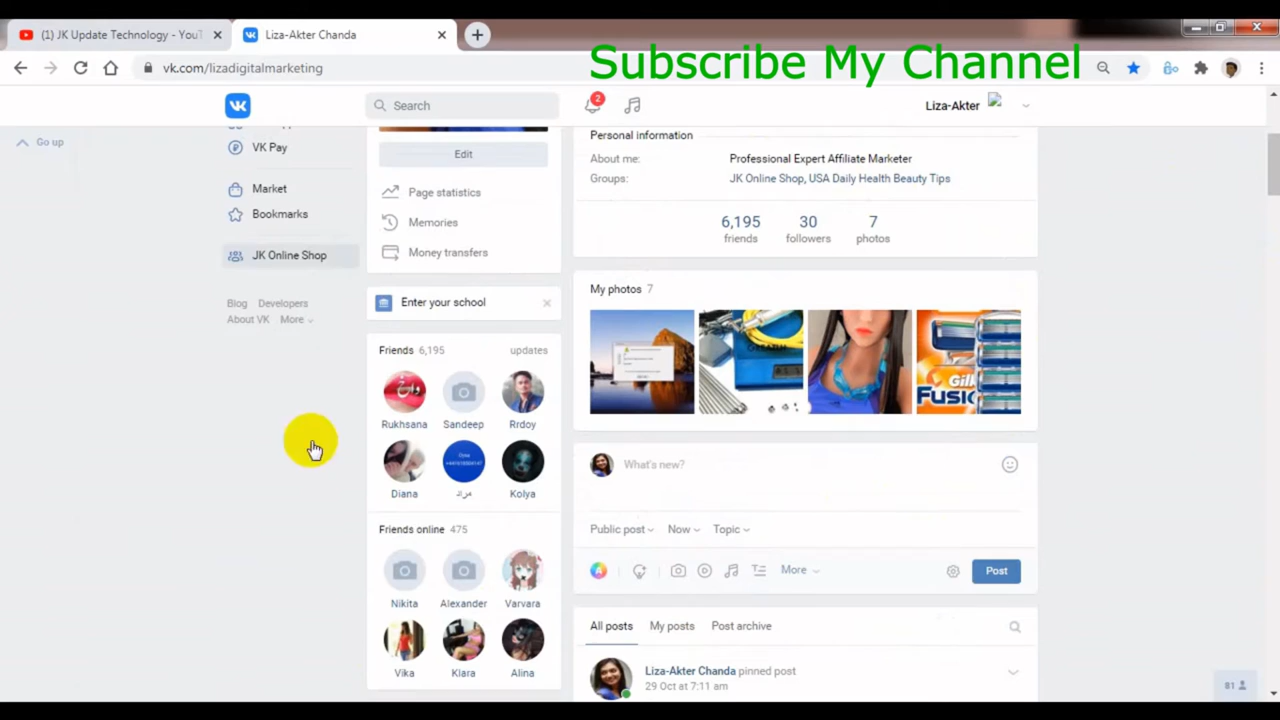 (1) JK Update Technology - YouT
Liza-Akter Chanda
vk.com/lizadigitalmarketing
Subscribe My Channel
Search
2
Liza-Akter
Go up
VK Pay
Market
Bookmarks
JK Online Shop
Blog Developers
About VK More
Edit
Page statistics
Memories
Money transfers
Enter your school
Friends 6,195 updates
Rukhsana Sandeep Rrdoy
Diana مراد Kolya
Friends online 475
Nikita Alexander Varvara
Vika Klara Alina
Personal information
About me: Professional Expert Affiliate Marketer
Groups: JK Online Shop, USA Daily Health Beauty Tips
6,195 30 7
friends followers photos
My photos 7
What's new?
Public post Now Topic
More
Post
All posts My posts Post archive
Liza-Akter Chanda pinned post
29 Oct at 7:11 am
81